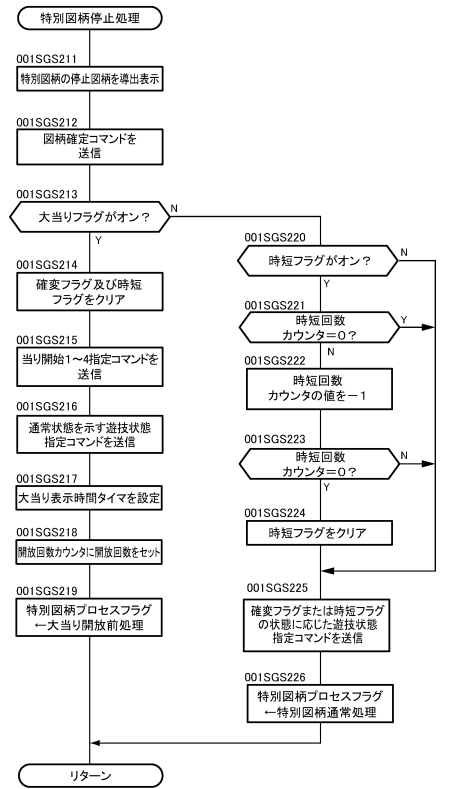 特別図柄停止処理
001SGS211
特別図柄の停止図柄を導出表示
001SGS212
図柄確定コマンドを
送信
001SGS213
大当りフラグがオン？
N
Y
001SGS214
確変フラグ及び時短
フラグをクリア
001SGS215
当り開始1～4指定コマンドを
送信
001SGS216
通常状態を示す遊技状態
指定コマンドを送信
001SGS217
大当り表示時間タイマを設定
001SGS218
開放回数カウンタに開放回数をセット
001SGS219
特別図柄プロセスフラグ
←大当り開放前処理
001SGS220
時短フラグがオン？
N
Y
001SGS221
時短回数
カウンタ＝0？
Y
N
001SGS222
時短回数
カウンタの値を－1
001SGS223
時短回数
カウンタ＝0？
N
Y
001SGS224
時短フラグをクリア
001SGS225
確変フラグまたは時短フラグ
の状態に応じた遊技状態
指定コマンドを送信
001SGS226
特別図柄プロセスフラグ
←特別図柄通常処理
リターン